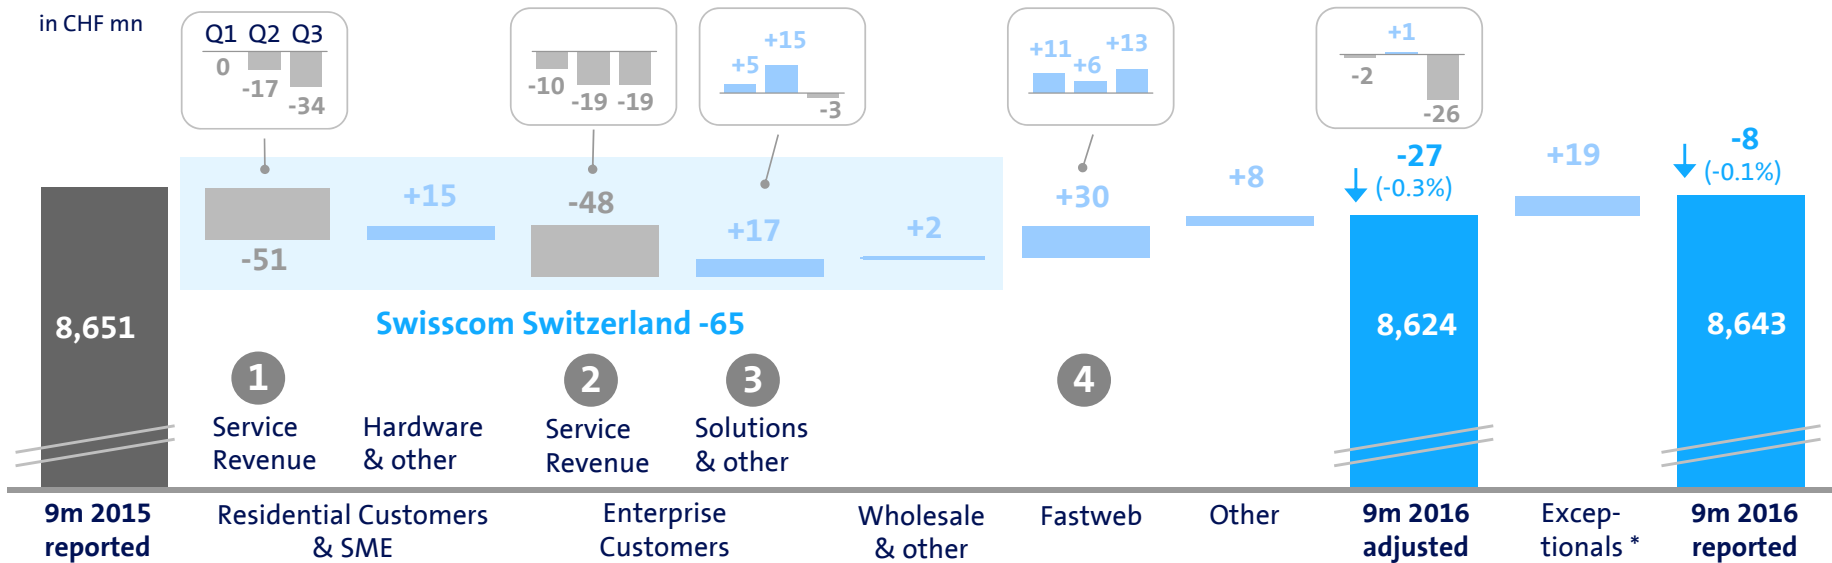 in CHF mn
Q1 Q2 Q3
0
-17
-34
-10
-19 -19
+5
+15
-3
+11
+6
+13
-2
+1
-26
-51
+15
-48
+17
+2
+30
+8
-27
(-0.3%)
+19
-8
(-0.1%)
8,651
Swisscom Switzerland -65
8,624
8,643
1
2
3
4
Service
Revenue
Hardware
& other
Service
Revenue
Solutions
& other
9m 2015
reported
Residential Customers
& SME
Enterprise
Customers
Wholesale
& other
Fastweb
Other
9m 2016
adjusted
Excep-
tionals *
9m 2016
reported